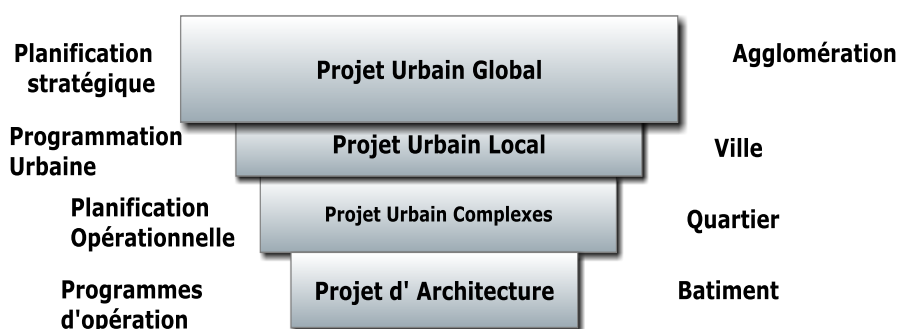 Planification
stratégique
Projet Urbain Global
Agglomération
Programmation
Urbaine
Projet Urbain Local
Ville
Planification
Opérationnelle
Projet Urbain Complexes
Quartier
Programmes
d'opération
Projet d' Architecture
Batiment